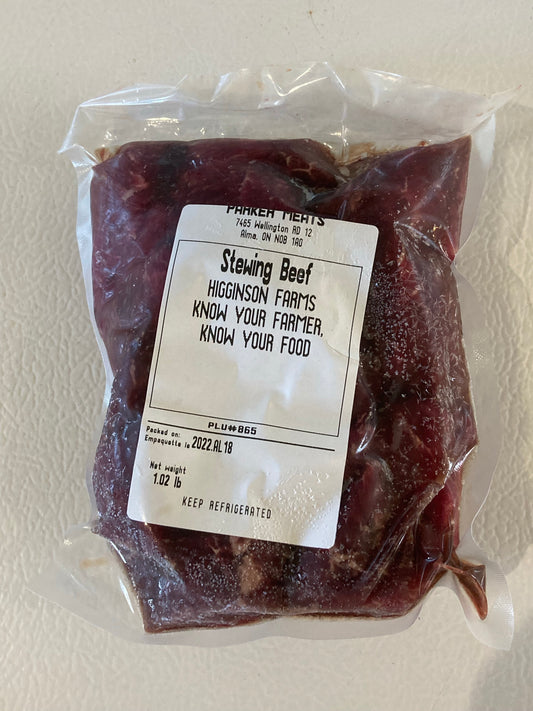 PARKER MEATS
7465 Wellington RD 12
Alma, ON N0B 1A0
Stewing Beef
HIGGINSON FARMS
KNOW YOUR FARMER,
KNOW YOUR FOOD
PLU#865
Packed on:
Empaquette le 2022.AL.18
Net weight
1.02 lb
KEEP REFRIGERATED